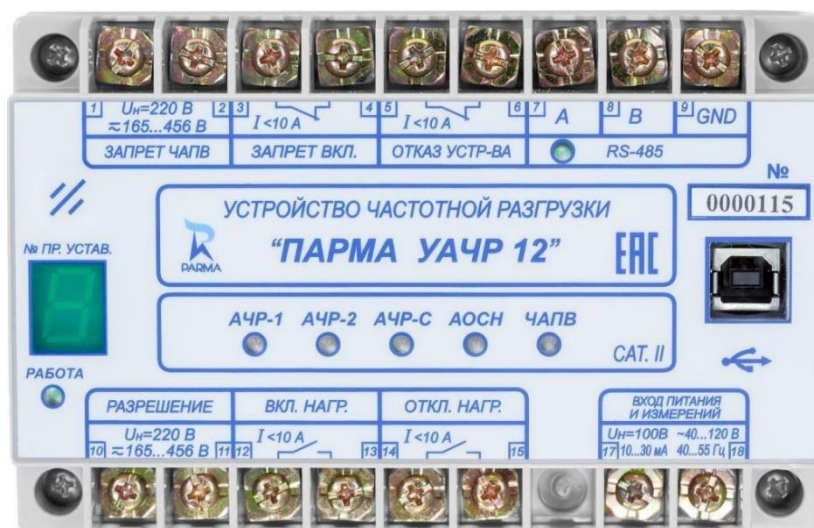 1 Uн=220 В 2 3 I<10 А 4 5 I<10 А 6 7 A 8 B 9 GND
≂165...456 В
ЗАПРЕТ ЧАПВ ЗАПРЕТ ВКЛ. ОТКАЗ УСТР-ВА RS-485
№
0000115
УСТРОЙСТВО ЧАСТОТНОЙ РАЗГРУЗКИ
"ПАРМА УАЧР 12"
PARMA
ЕАС
№ ПР. УСТАВ.
АЧР-1 АЧР-2 АЧР-С АОСН ЧАПВ
CAT. II
РАБОТА
РАЗРЕШЕНИЕ ВКЛ. НАГР. ОТКЛ. НАГР.
ВХОД ПИТАНИЯ
И ИЗМЕРЕНИЙ
Uн=220 В I<10 А I<10 А Uн=100В ~40...120 В
10 ≂165...456 В 11 12 13 14 15 17 10...30 мА 40...55 Гц 18